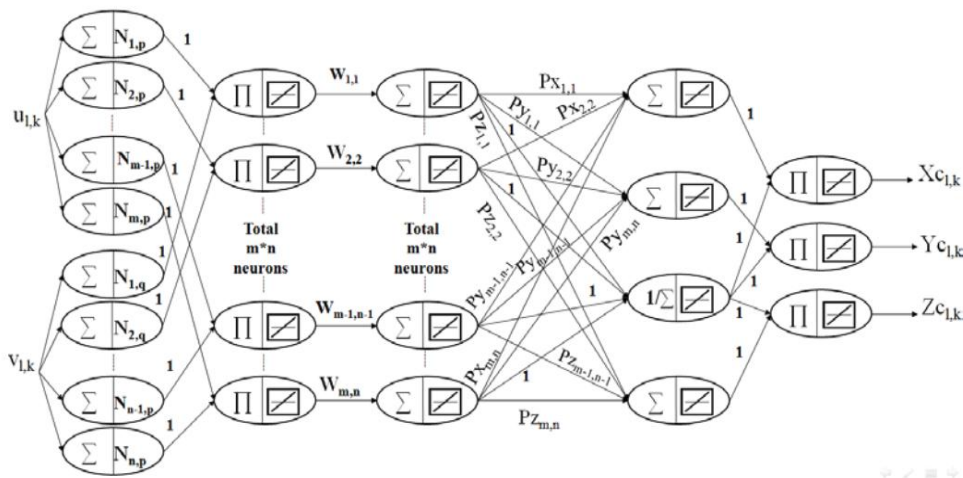 ∑ N1,p
∑ N2,p
ul,k
∑ Nm-1,p
∑ Nm,p
∑ N1,q
∑ N2,q
vl,k
∑ Nn-1,p
∑ Nn,p
1
1
1
1
1
1
∏
∏
Total
m*n
neurons
∏
∏
W1,1
W2,2
Wm-1,n-1
Wm,n
∑
∑
Total
m*n
neurons
∑
∑
Px1,1
Py1,1
Px2,2
Pz1,1
1
Py2,2
1
Pz2,2
Pym,n
Pym-1,n-1
Pym-1,n-1
1
Pxm,n
Pzm-1,n-1
1
Pzm,n
∑
∑
1/∑
∑
1
1
1
1
1
1
∏
∏
∏
Xcl,k
Ycl,k
Zcl,k